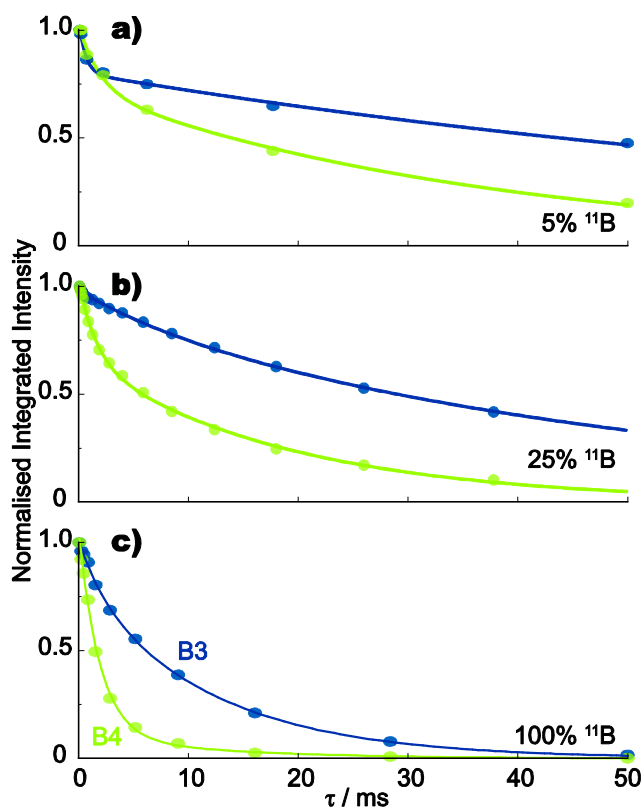 Normalised Integrated Intensity
a)
1.0
0.5
0
5% ¹¹B
b)
1.0
0.5
0
25% ¹¹B
c)
1.0
0.5
0
B3
B4
100% ¹¹B
0 10 20 30 40 50
τ / ms